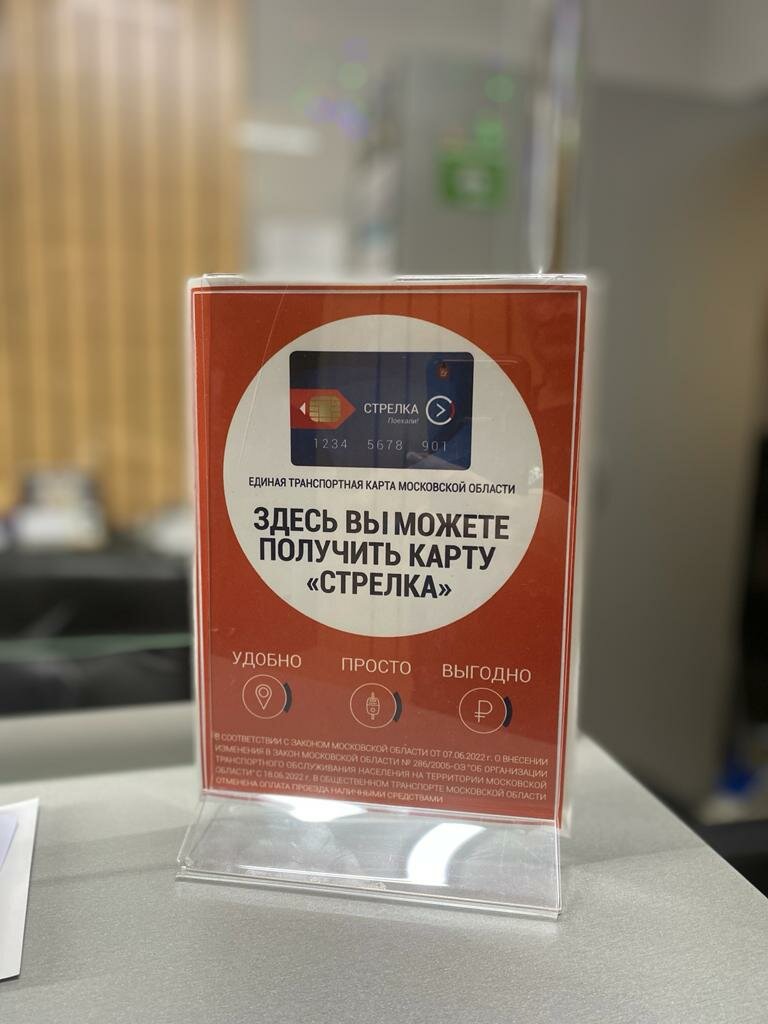 СТРЕЛКА
Поехали!
1234 5678 901
ЕДИНАЯ ТРАНСПОРТНАЯ КАРТА МОСКОВСКОЙ ОБЛАСТИ
ЗДЕСЬ ВЫ МОЖЕТЕ
ПОЛУЧИТЬ КАРТУ
«СТРЕЛКА»
УДОБНО ПРОСТО ВЫГОДНО
В СООТВЕТСТВИИ С ЗАКОНОМ МОСКОВСКОЙ ОБЛАСТИ ОТ 07.06.2022 г. О ВНЕСЕНИИ
ИЗМЕНЕНИЯ В ЗАКОН МОСКОВСКОЙ ОБЛАСТИ № 286/2005-ОЗ "ОБ ОРГАНИЗАЦИИ
ТРАНСПОРТНОГО ОБСЛУЖИВАНИЯ НАСЕЛЕНИЯ НА ТЕРРИТОРИИ МОСКОВСКОЙ
ОБЛАСТИ" С 18.06.2022 г. В ОБЩЕСТВЕННОМ ТРАНСПОРТЕ МОСКОВСКОЙ ОБЛАСТИ
ОТМЕНЕНА ОПЛАТА ПРОЕЗДА НАЛИЧНЫМИ СРЕДСТВАМИ